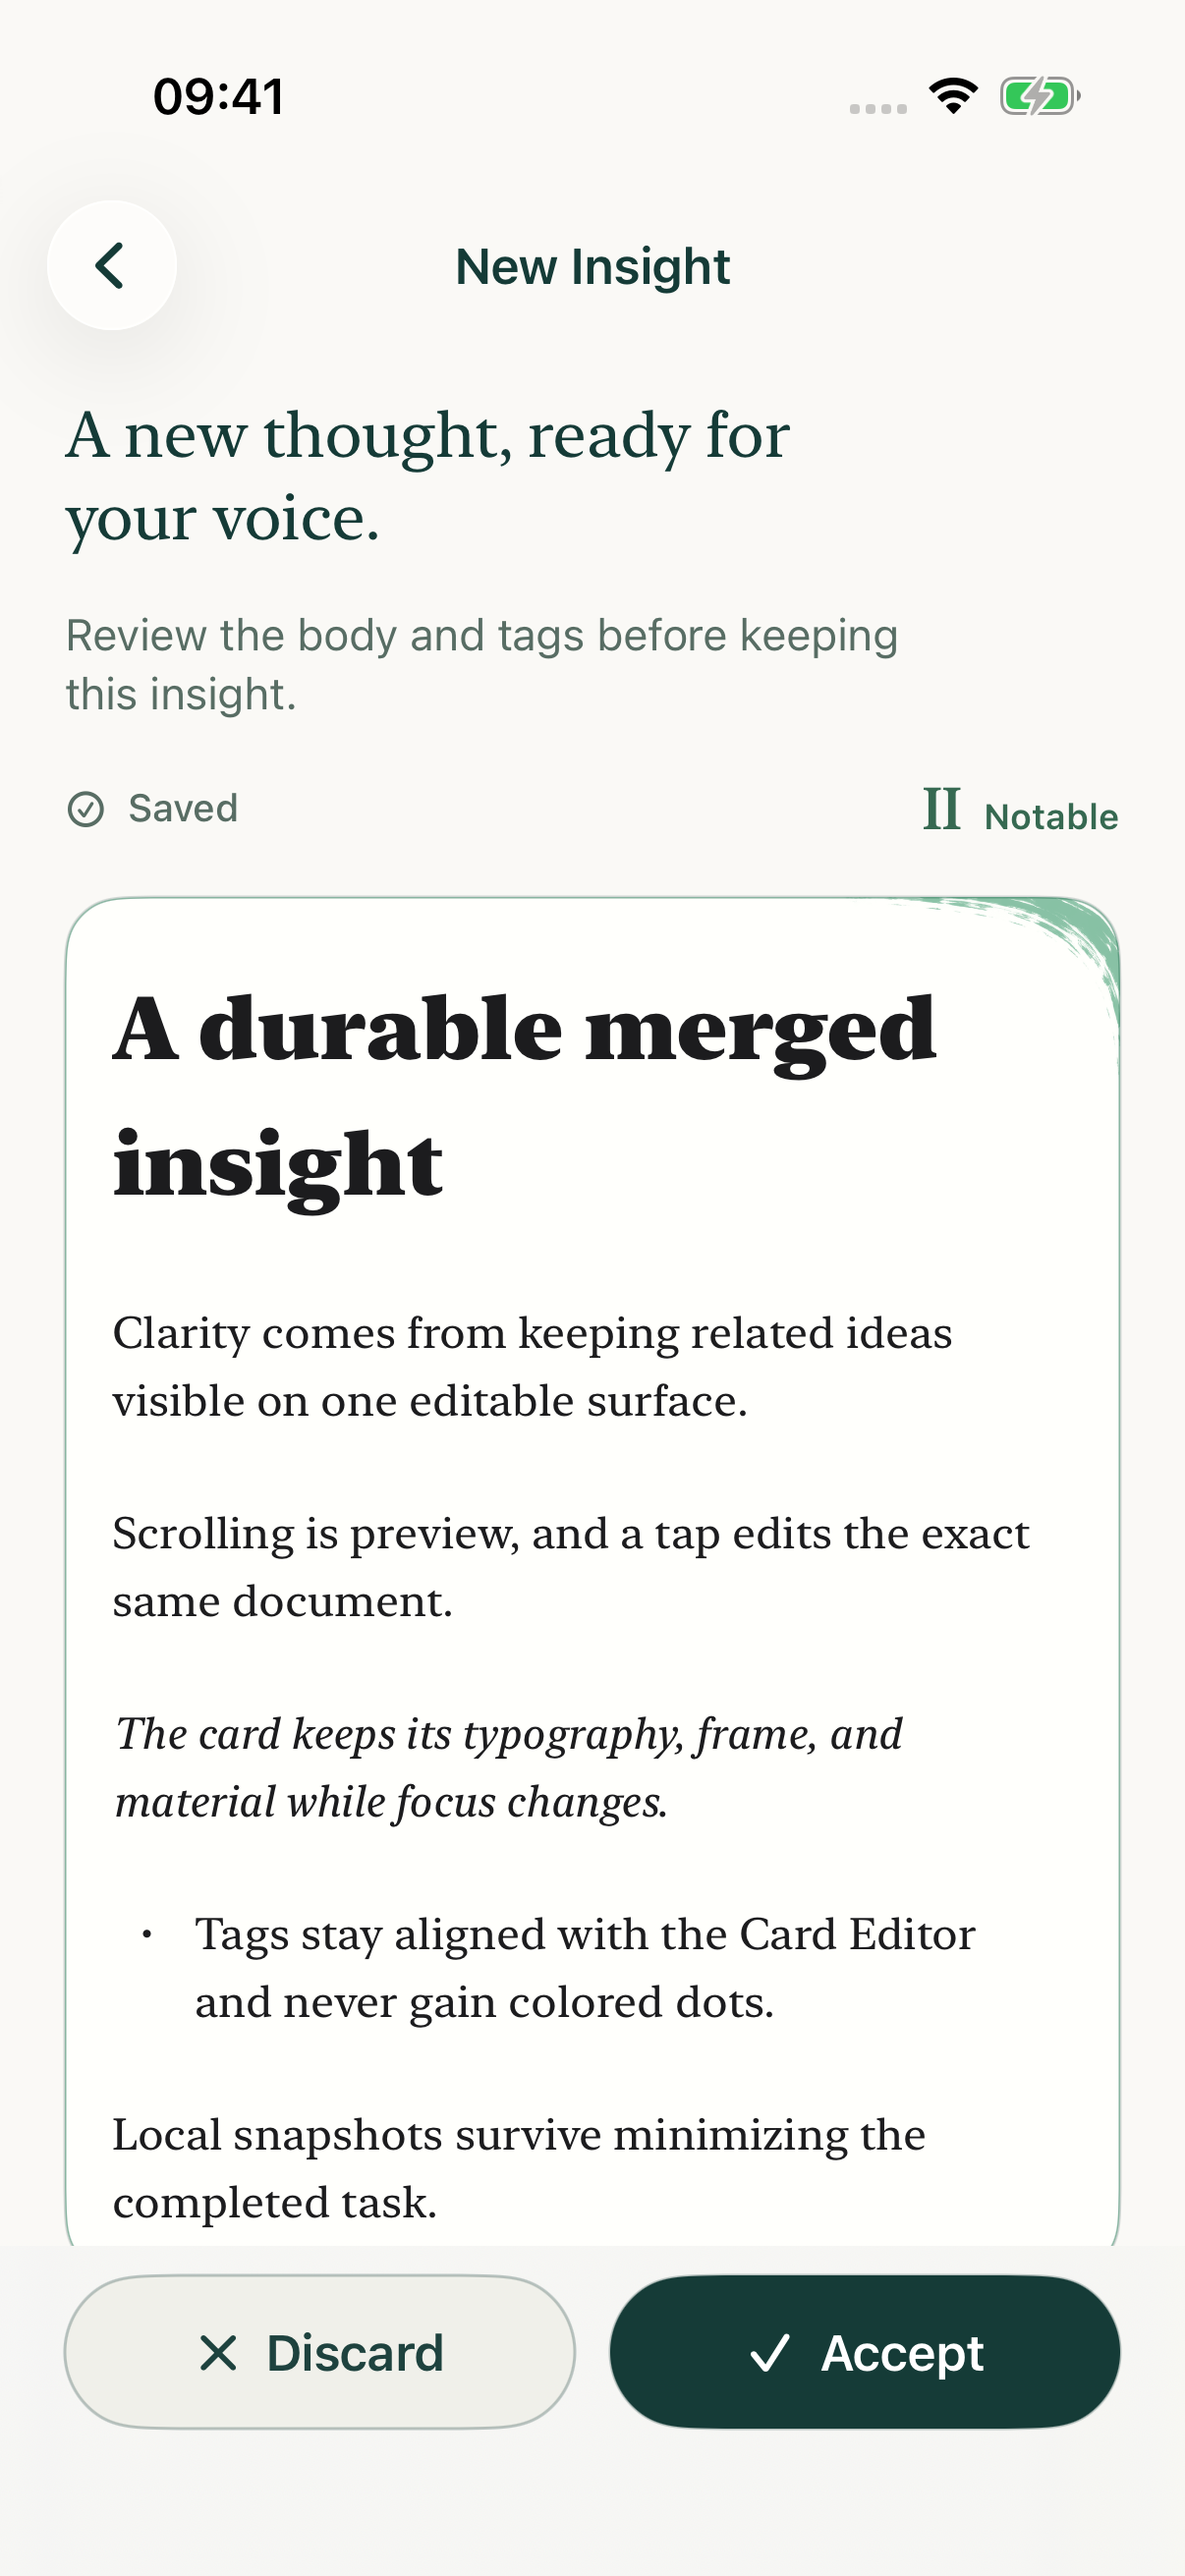 09:41
New Insight
A new thought, ready for
your voice.
Review the body and tags before keeping
this insight.
Saved
II Notable
A durable merged
insight
Clarity comes from keeping related ideas
visible on one editable surface.
Scrolling is preview, and a tap edits the exact
same document.
The card keeps its typography, frame, and
material while focus changes.
• Tags stay aligned with the Card Editor
and never gain colored dots.
Local snapshots survive minimizing the
completed task.
Discard
Accept